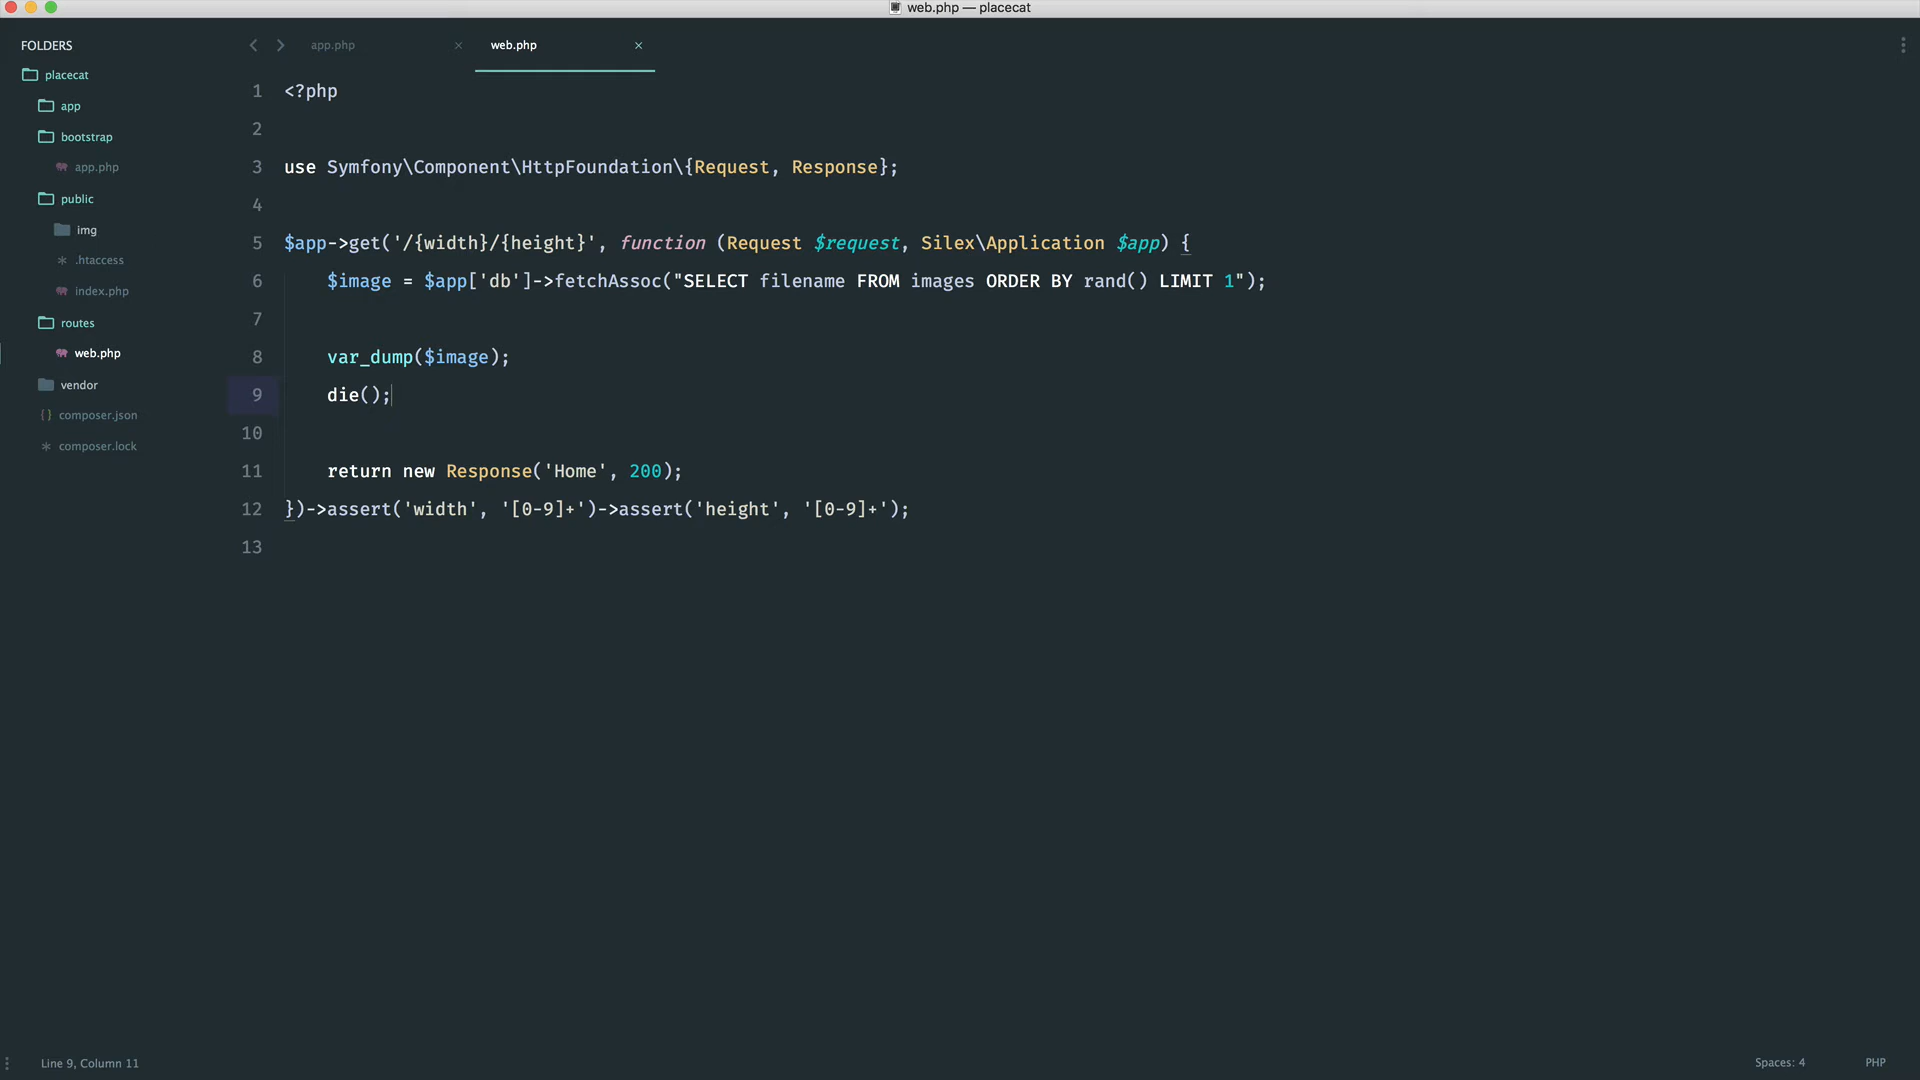 web.php — placecat
FOLDERS
placecat
app
bootstrap
app.php
public
img
.htaccess
index.php
routes
web.php
vendor
composer.json
composer.lock
app.php
web.php
1 <?php
2
3 use Symfony\Component\HttpFoundation\{Request, Response};
4
5 $app->get('/{width}/{height}', function (Request $request, Silex\Application $app) {
6 $image = $app['db']->fetchAssoc("SELECT filename FROM images ORDER BY rand() LIMIT 1");
7
8 var_dump($image);
9 die();
10
11 return new Response('Home', 200);
12 })->assert('width', '[0-9]+')->assert('height', '[0-9]+');
13
Line 9, Column 11
Spaces: 4
PHP